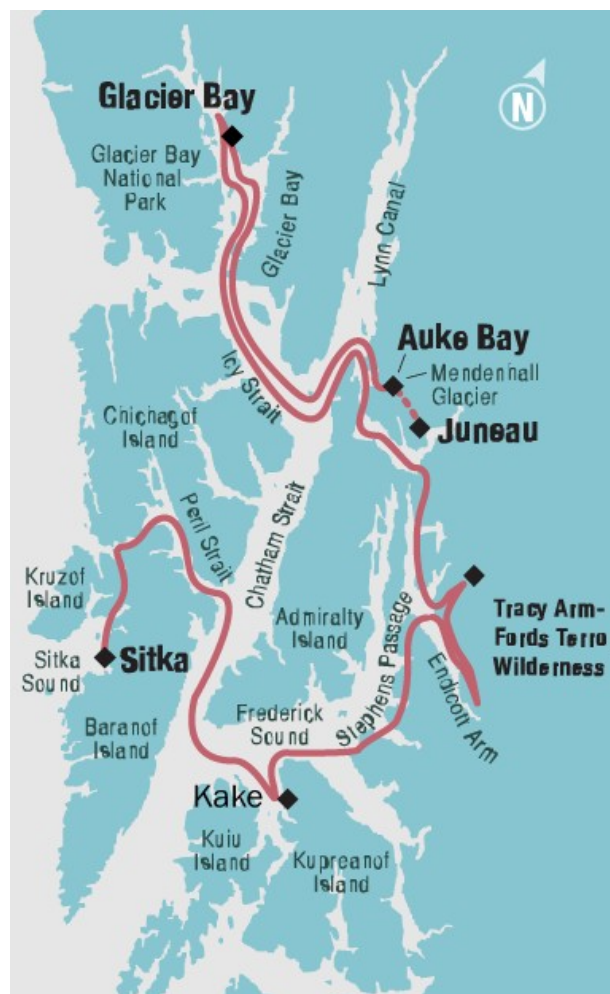 Glacier Bay
N
Glacier Bay
National
Park
Glacier Bay
Lynn Canal
Auke Bay
Mendenhall
Glacier
Juneau
Icy Strait
Chichagof
Island
Peril Strait
Chatham Strait
Kruzof
Island
Sitka
Sitka
Sound
Admiralty
Island
Stephens Passage
Tracy Arm-
Fords Terro
Wilderness
Endicott Arm
Baranof
Island
Frederick
Sound
Kake
Kuiu
Island
Kupreanof
Island